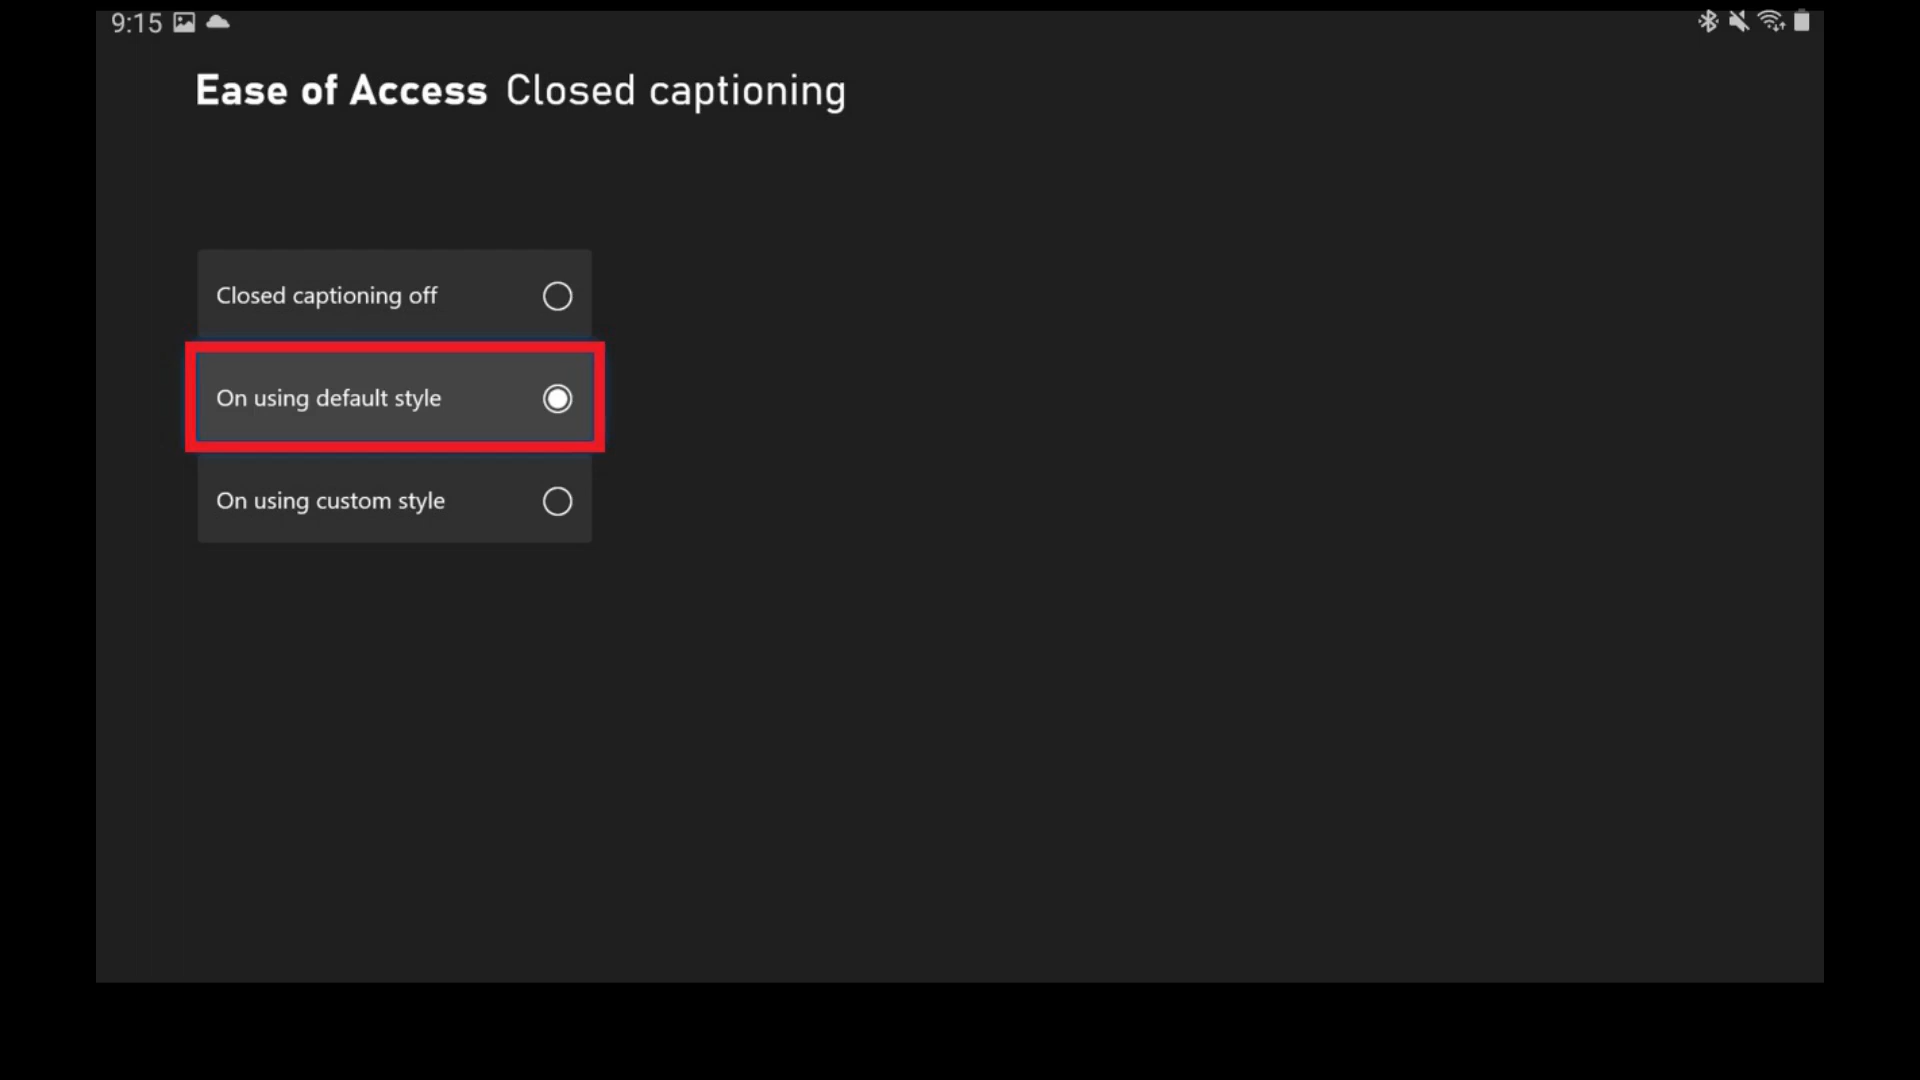 9:15
Ease of Access Closed captioning
Closed captioning off
On using default style
On using custom style